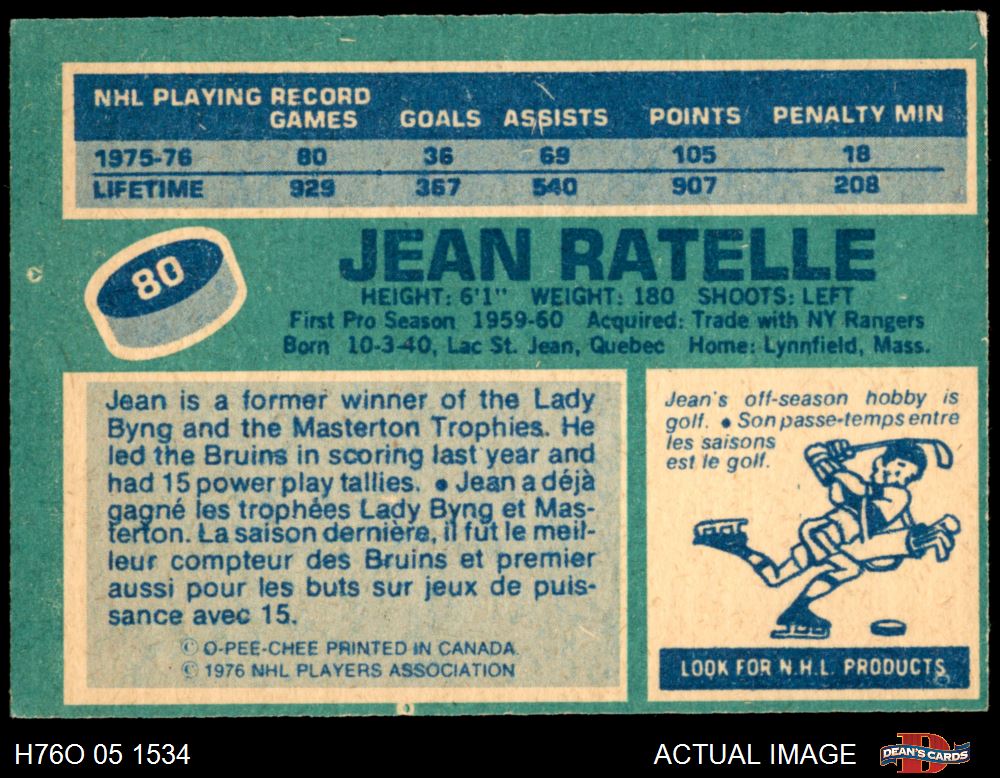 NHL PLAYING RECORD
GAMES GOALS ASSISTS POINTS PENALTY MIN
1975-76 80 36 69 105 18
LIFETIME 929 367 540 907 208
80
JEAN RATELLE
HEIGHT: 6'1" WEIGHT: 180 SHOOTS: LEFT
First Pro Season 1959-60 Acquired: Trade with NY Rangers
Born 10-3-40, Lac St. Jean, Quebec Home: Lynnfield, Mass.
Jean is a former winner of the Lady
Byng and the Masterton Trophies. He
led the Bruins in scoring last year and
had 15 power play tallies. ● Jean a déjà
gagné les trophées Lady Byng et Mas-
terton. La saison dernière, il fut le meil-
leur compteur des Bruins et premier
aussi pour les buts sur jeux de puis-
sance avec 15.
© O-PEE-CHEE PRINTED IN CANADA
© 1976 NHL PLAYERS ASSOCIATION
Jean's off-season hobby is
golf. ● Son passe-temps entre
les saisons
est le golf.
LOOK FOR N.H.L. PRODUCTS
H76O 05 1534
ACTUAL IMAGE
DEAN'S CARDS